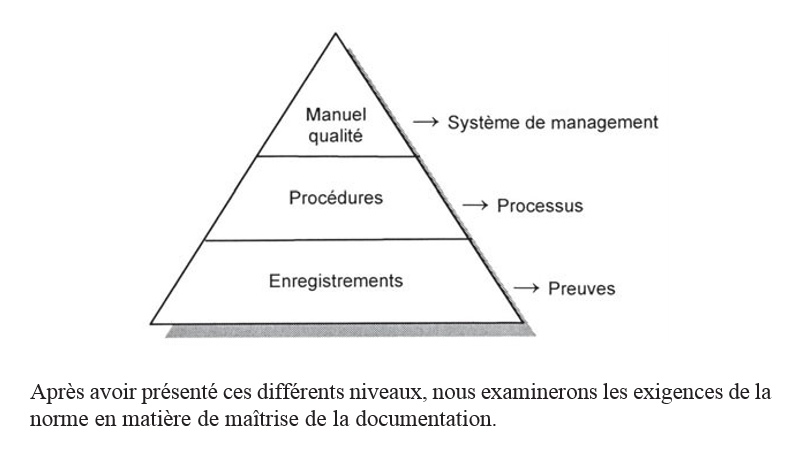 Manuel
qualité
→ Système de management
Procédures
→ Processus
Enregistrements
→ Preuves
Après avoir présenté ces différents niveaux, nous examinerons les exigences de la
norme en matière de maîtrise de la documentation.